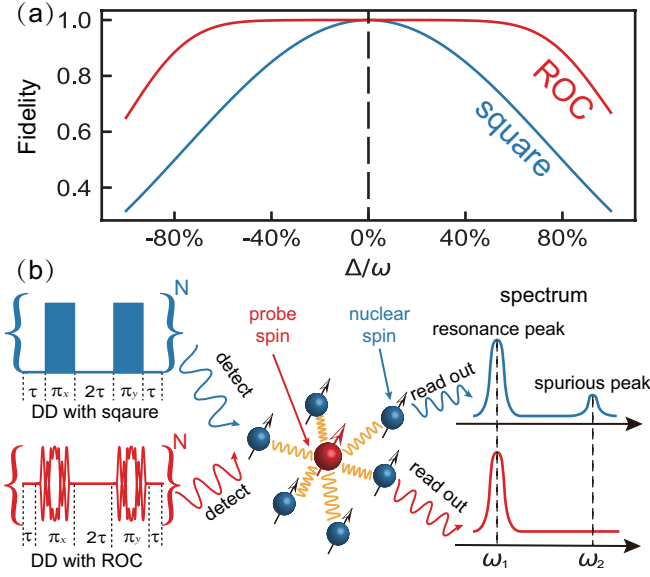 (a)
Fidelity
1.0
0.8
0.6
0.4
ROC
square
-80%
-40%
0%
40%
80%
Δ/ω
(b)
N
τ
πx
2τ
πy
τ
DD with sqaure
N
τ
πx
2τ
πy
τ
DD with ROC
detect
detect
probe
spin
nuclear
spin
read out
read out
spectrum
resonance peak
spurious peak
ω1
ω2